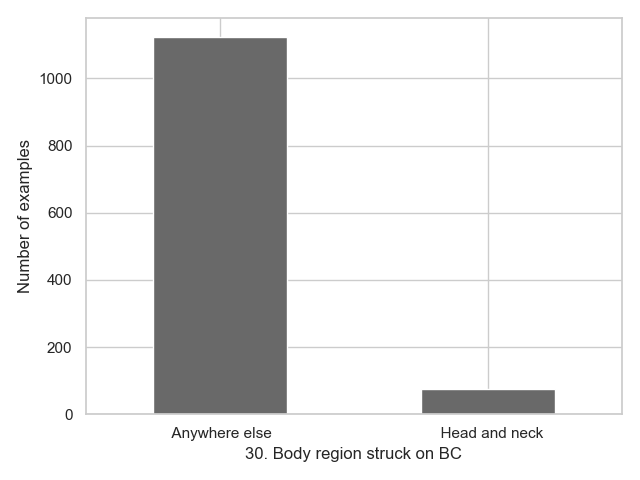 Number of examples
1000
800
600
400
200
0
Anywhere else
Head and neck
30. Body region struck on BC